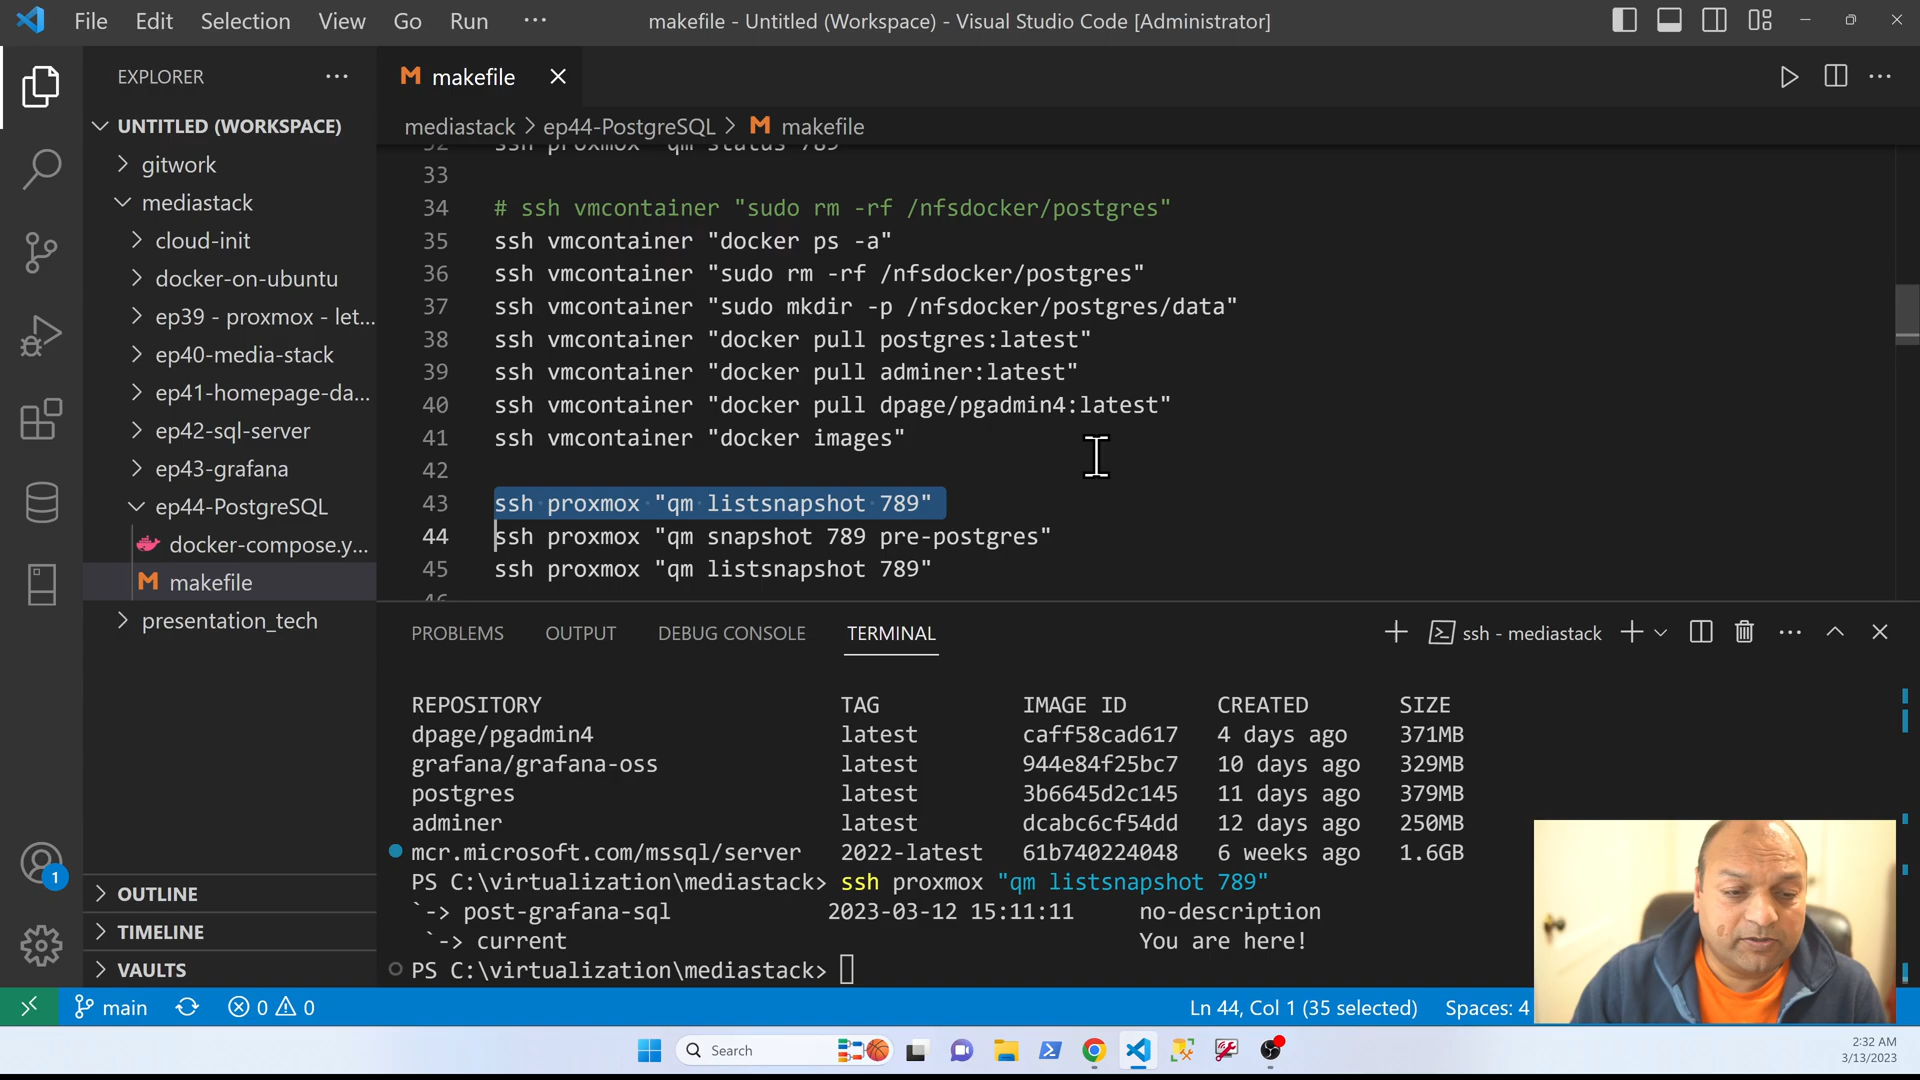 File Edit Selection View Go Run ···
makefile - Untitled (Workspace) - Visual Studio Code [Administrator]
EXPLORER
UNTITLED (WORKSPACE)
gitwork
mediastack
cloud-init
docker-on-ubuntu
ep39 - proxmox - let...
ep40-media-stack
ep41-homepage-da...
ep42-sql-server
ep43-grafana
ep44-PostgreSQL
docker-compose.y...
M makefile
presentation_tech
OUTLINE
TIMELINE
VAULTS
M makefile
mediastack > ep44-PostgreSQL > M makefile
32 ssh proxmox "qm status 789"
33
34 # ssh vmcontainer "sudo rm -rf /nfsdocker/postgres"
35 ssh vmcontainer "docker ps -a"
36 ssh vmcontainer "sudo rm -rf /nfsdocker/postgres"
37 ssh vmcontainer "sudo mkdir -p /nfsdocker/postgres/data"
38 ssh vmcontainer "docker pull postgres:latest"
39 ssh vmcontainer "docker pull adminer:latest"
40 ssh vmcontainer "docker pull dpage/pgadmin4:latest"
41 ssh vmcontainer "docker images"
42
43 ssh proxmox "qm listsnapshot 789"
44 ssh proxmox "qm snapshot 789 pre-postgres"
45 ssh proxmox "qm listsnapshot 789"
46
PROBLEMS OUTPUT DEBUG CONSOLE TERMINAL
ssh - mediastack
REPOSITORY TAG IMAGE ID CREATED SIZE
dpage/pgadmin4 latest caff58cad617 4 days ago 371MB
grafana/grafana-oss latest 944e84f25bc7 10 days ago 329MB
postgres latest 3b6645d2c145 11 days ago 379MB
adminer latest dcabc6cf54dd 12 days ago 250MB
mcr.microsoft.com/mssql/server 2022-latest 61b740224048 6 weeks ago 1.6GB
PS C:\virtualization\mediastack> ssh proxmox "qm listsnapshot 789"
`-> post-grafana-sql 2023-03-12 15:11:11 no-description
`-> current You are here!
PS C:\virtualization\mediastack>
1
main 0 0
Ln 44, Col 1 (35 selected) Spaces: 4
Search
2:32 AM
3/13/2023